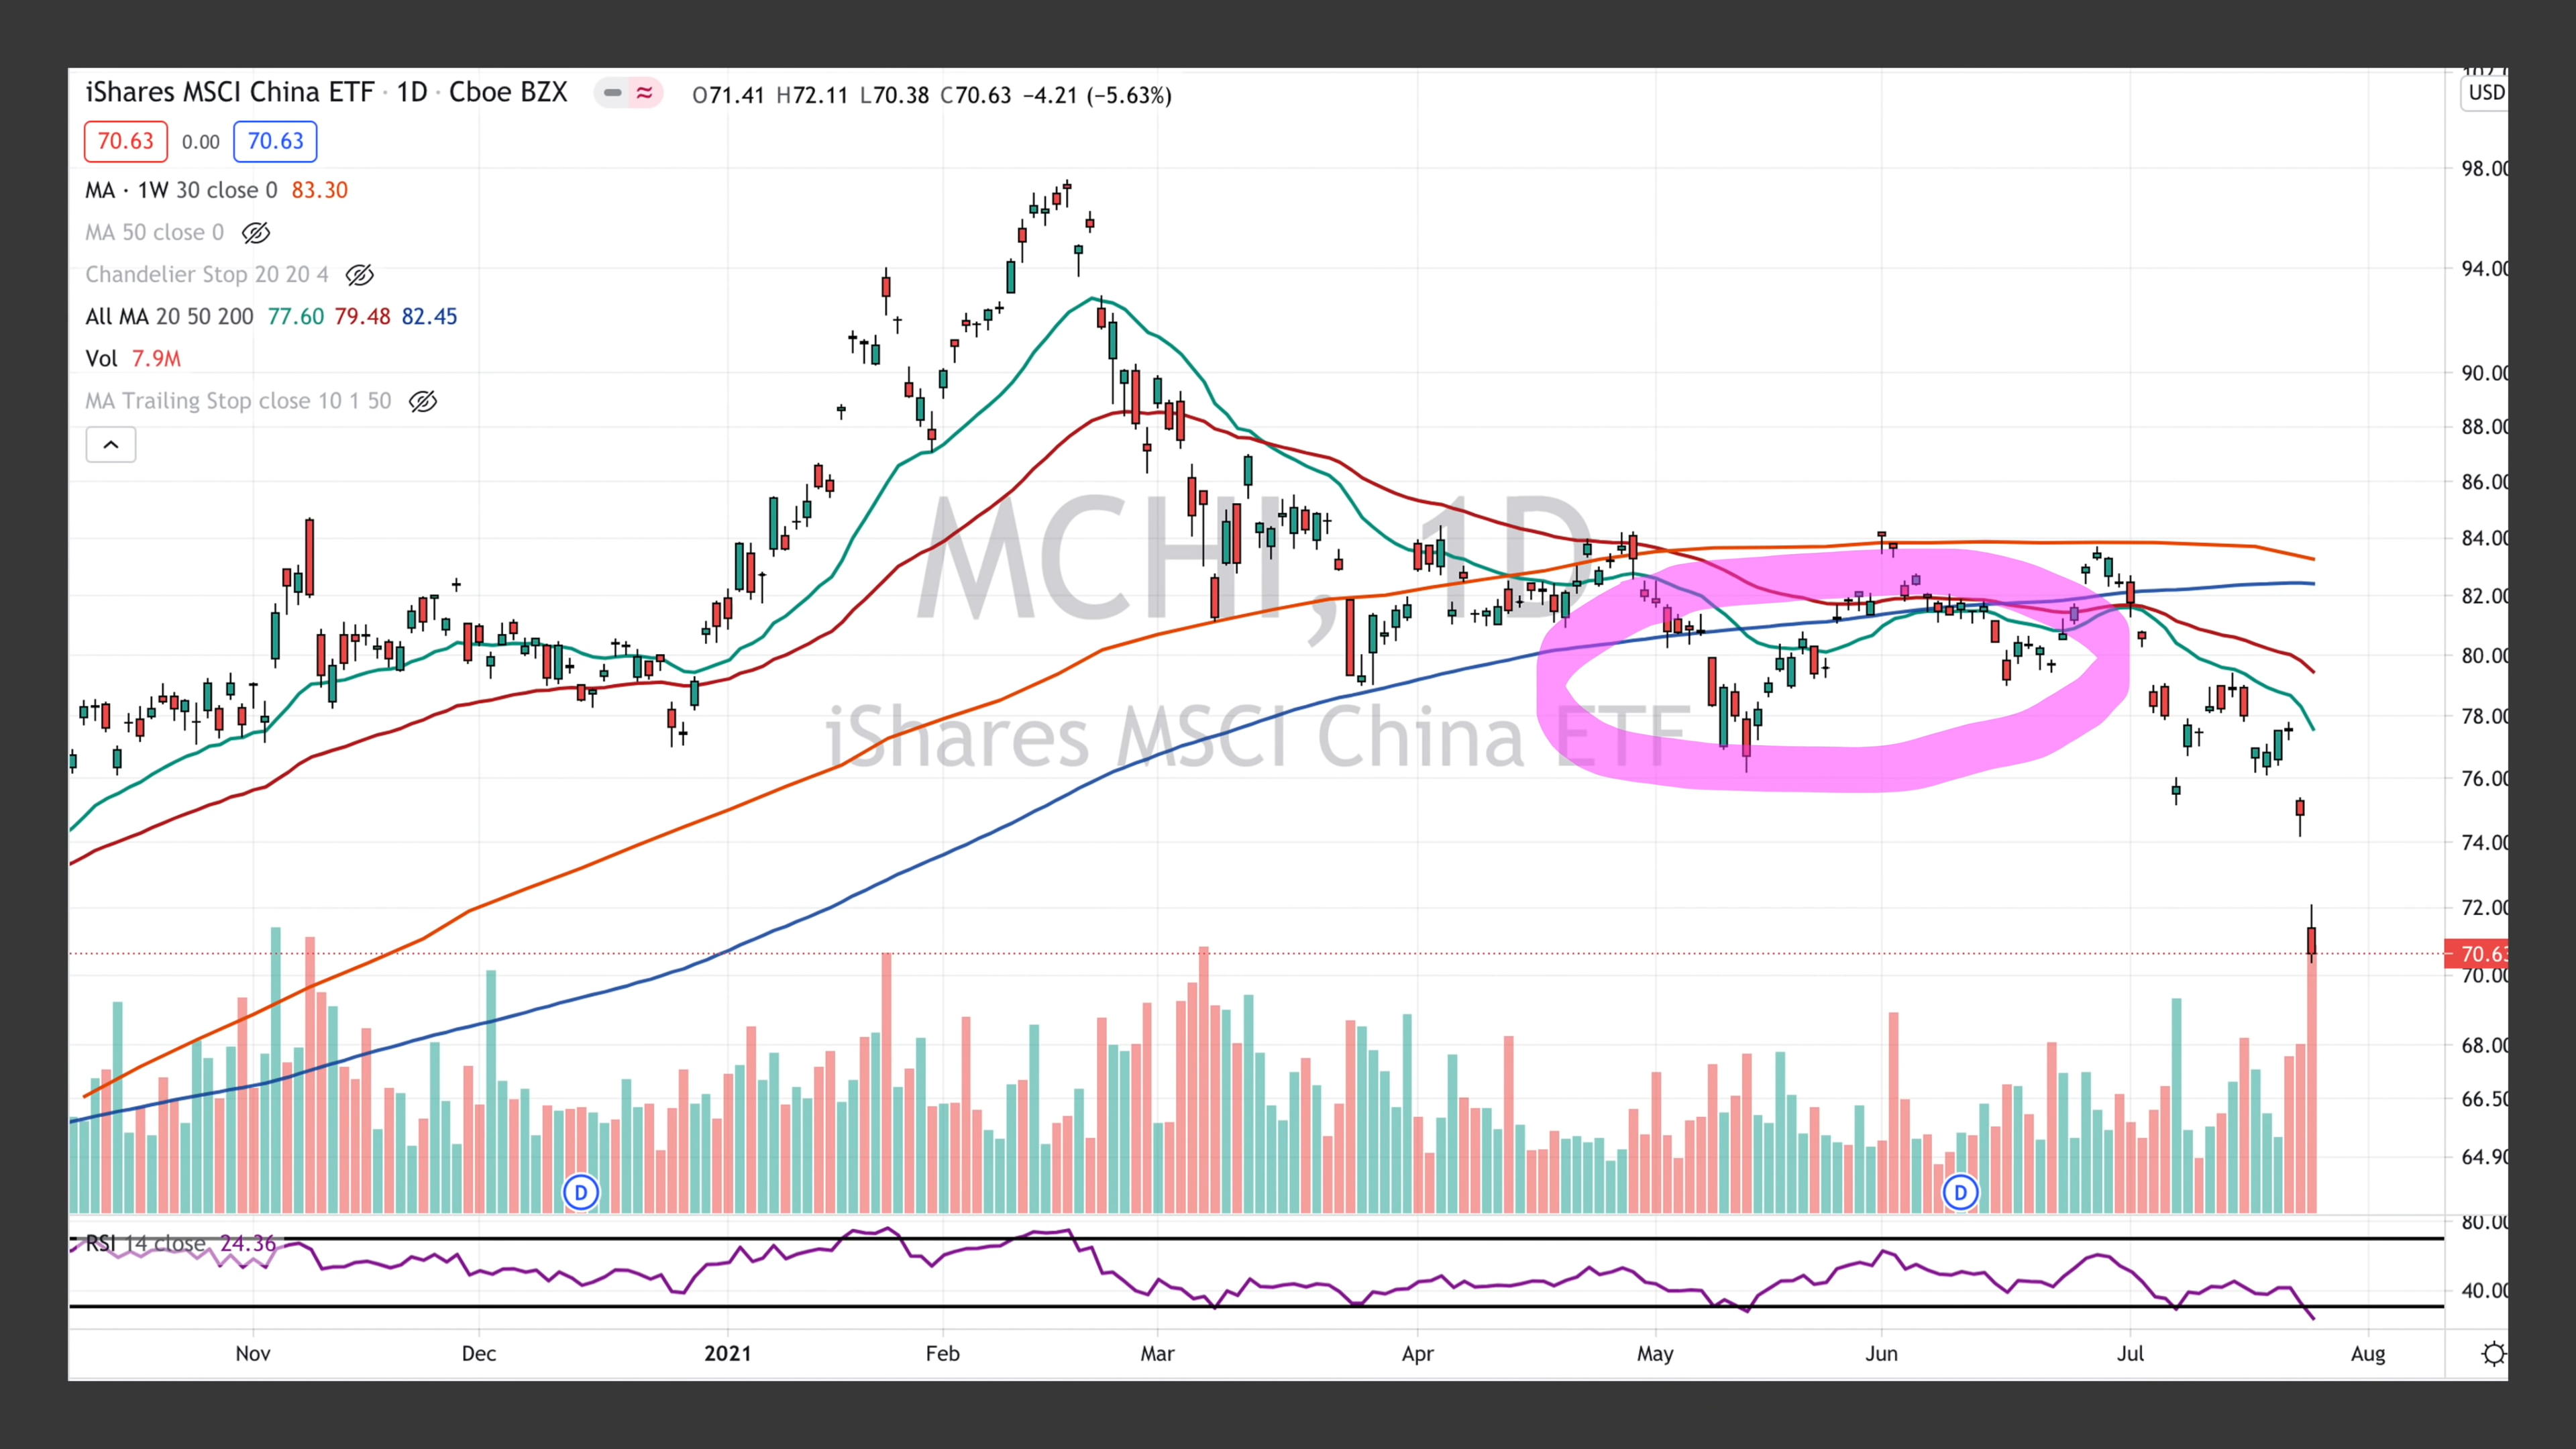 iShares MSCI China ETF · 1D · Cboe BZX
O71.41 H72.11 L70.38 C70.63 −4.21 (−5.63%)
USD
70.63 0.00 70.63
MA · 1W 30 close 0 83.30
MA 50 close 0
Chandelier Stop 20 20 4
All MA 20 50 200 77.60 79.48 82.45
Vol 7.9M
MA Trailing Stop close 10 1 50
MCHI, 1D
iShares MSCI China ETF
98.00
94.00
90.00
88.00
86.00
84.00
82.00
80.00
78.00
76.00
74.00
72.00
70.63
70.00
68.00
66.50
64.90
D D
80.00
RSI 14 close 24.36
40.00
Nov Dec 2021 Feb Mar Apr May Jun Jul Aug